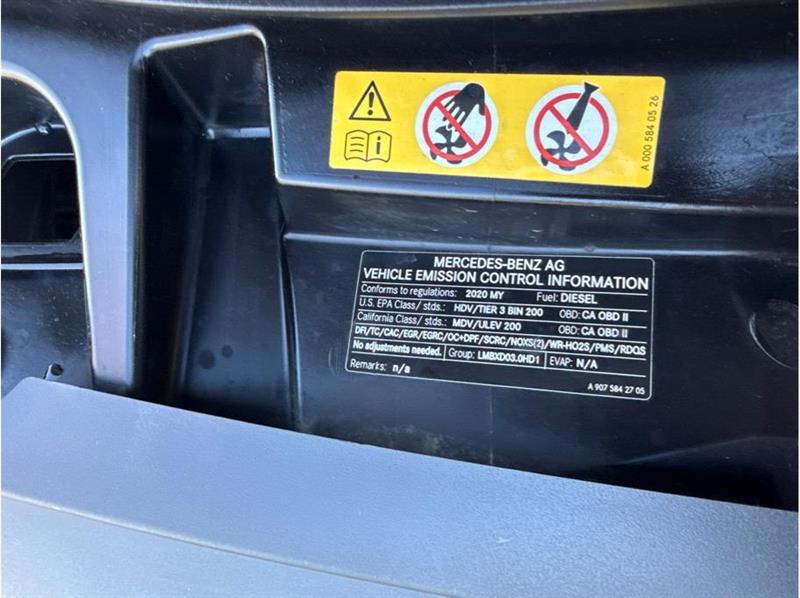 A 000 584 05 26
MERCEDES-BENZ AG
VEHICLE EMISSION CONTROL INFORMATION
Conforms to regulations: 2020 MY Fuel: DIESEL
U.S. EPA Class/ stds.: HDV/TIER 3 BIN 200 OBD: CA OBD II
California Class/ stds.: MDV/ULEV 200 OBD: CA OBD II
DFI/TC/CAC/EGR/EGRC/OC+DPF/SCRC/NOXS(2)/WR-HO2S/PMS/RDQS
No adjustments needed. Group: LMBXD03.0HD1 EVAP: N/A
Remarks: n/a
A 907 584 27 05